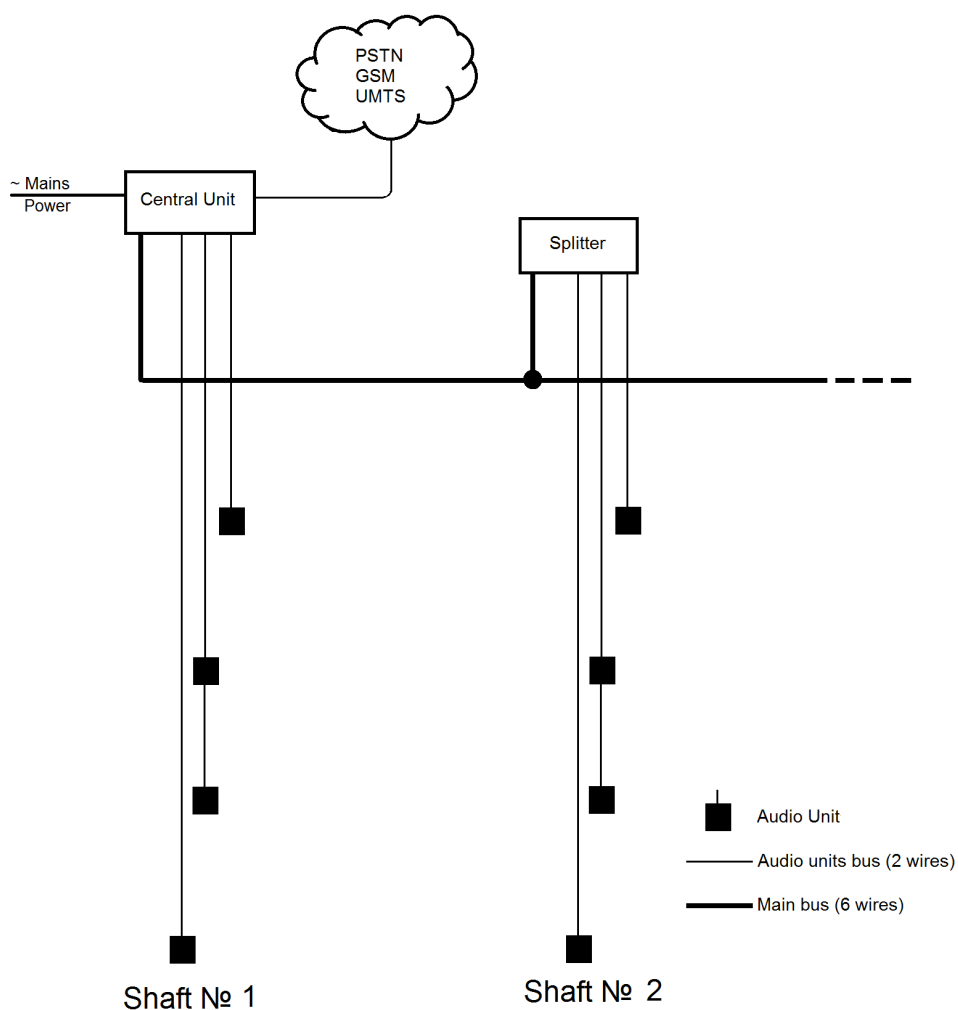 PSTN
GSM
UMTS
~ Mains
Power
Central Unit
Splitter
Audio Unit
Audio units bus (2 wires)
Main bus (6 wires)
Shaft № 1
Shaft № 2